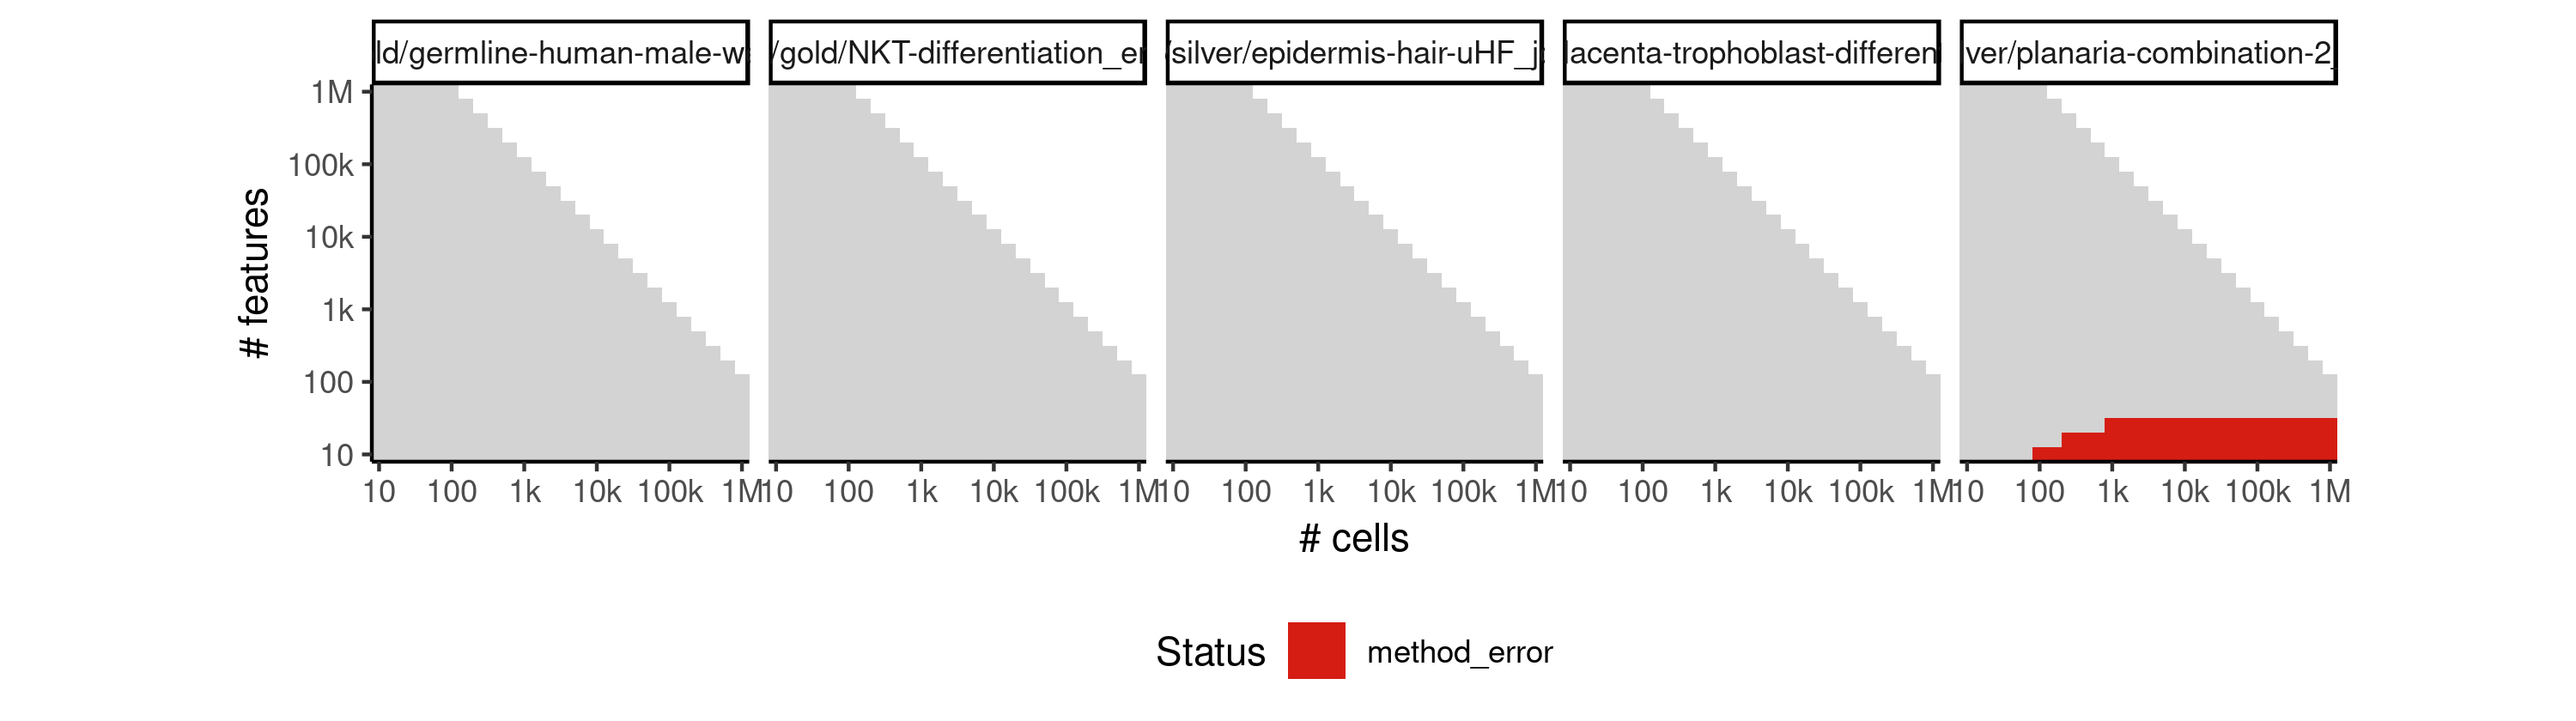 ld/germline-human-male-w
/gold/NKT-differentiation_er
silver/epidermis-hair-uHF_j
lacenta-trophoblast-differen
ver/planaria-combination-2
1M
100k
10k
1k
100
10
# features
10 100 1k 10k 100k 1M
10 100 1k 10k 100k 1M
10 100 1k 10k 100k 1M
10 100 1k 10k 100k 1M
10 100 1k 10k 100k 1M
# cells
Status method_error